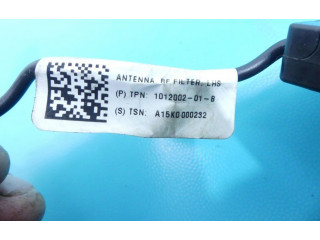 ANTENNA, RF FILTER, LHS
(P) TPN: 1012002-01-B
(S) TSN: A15K0000232